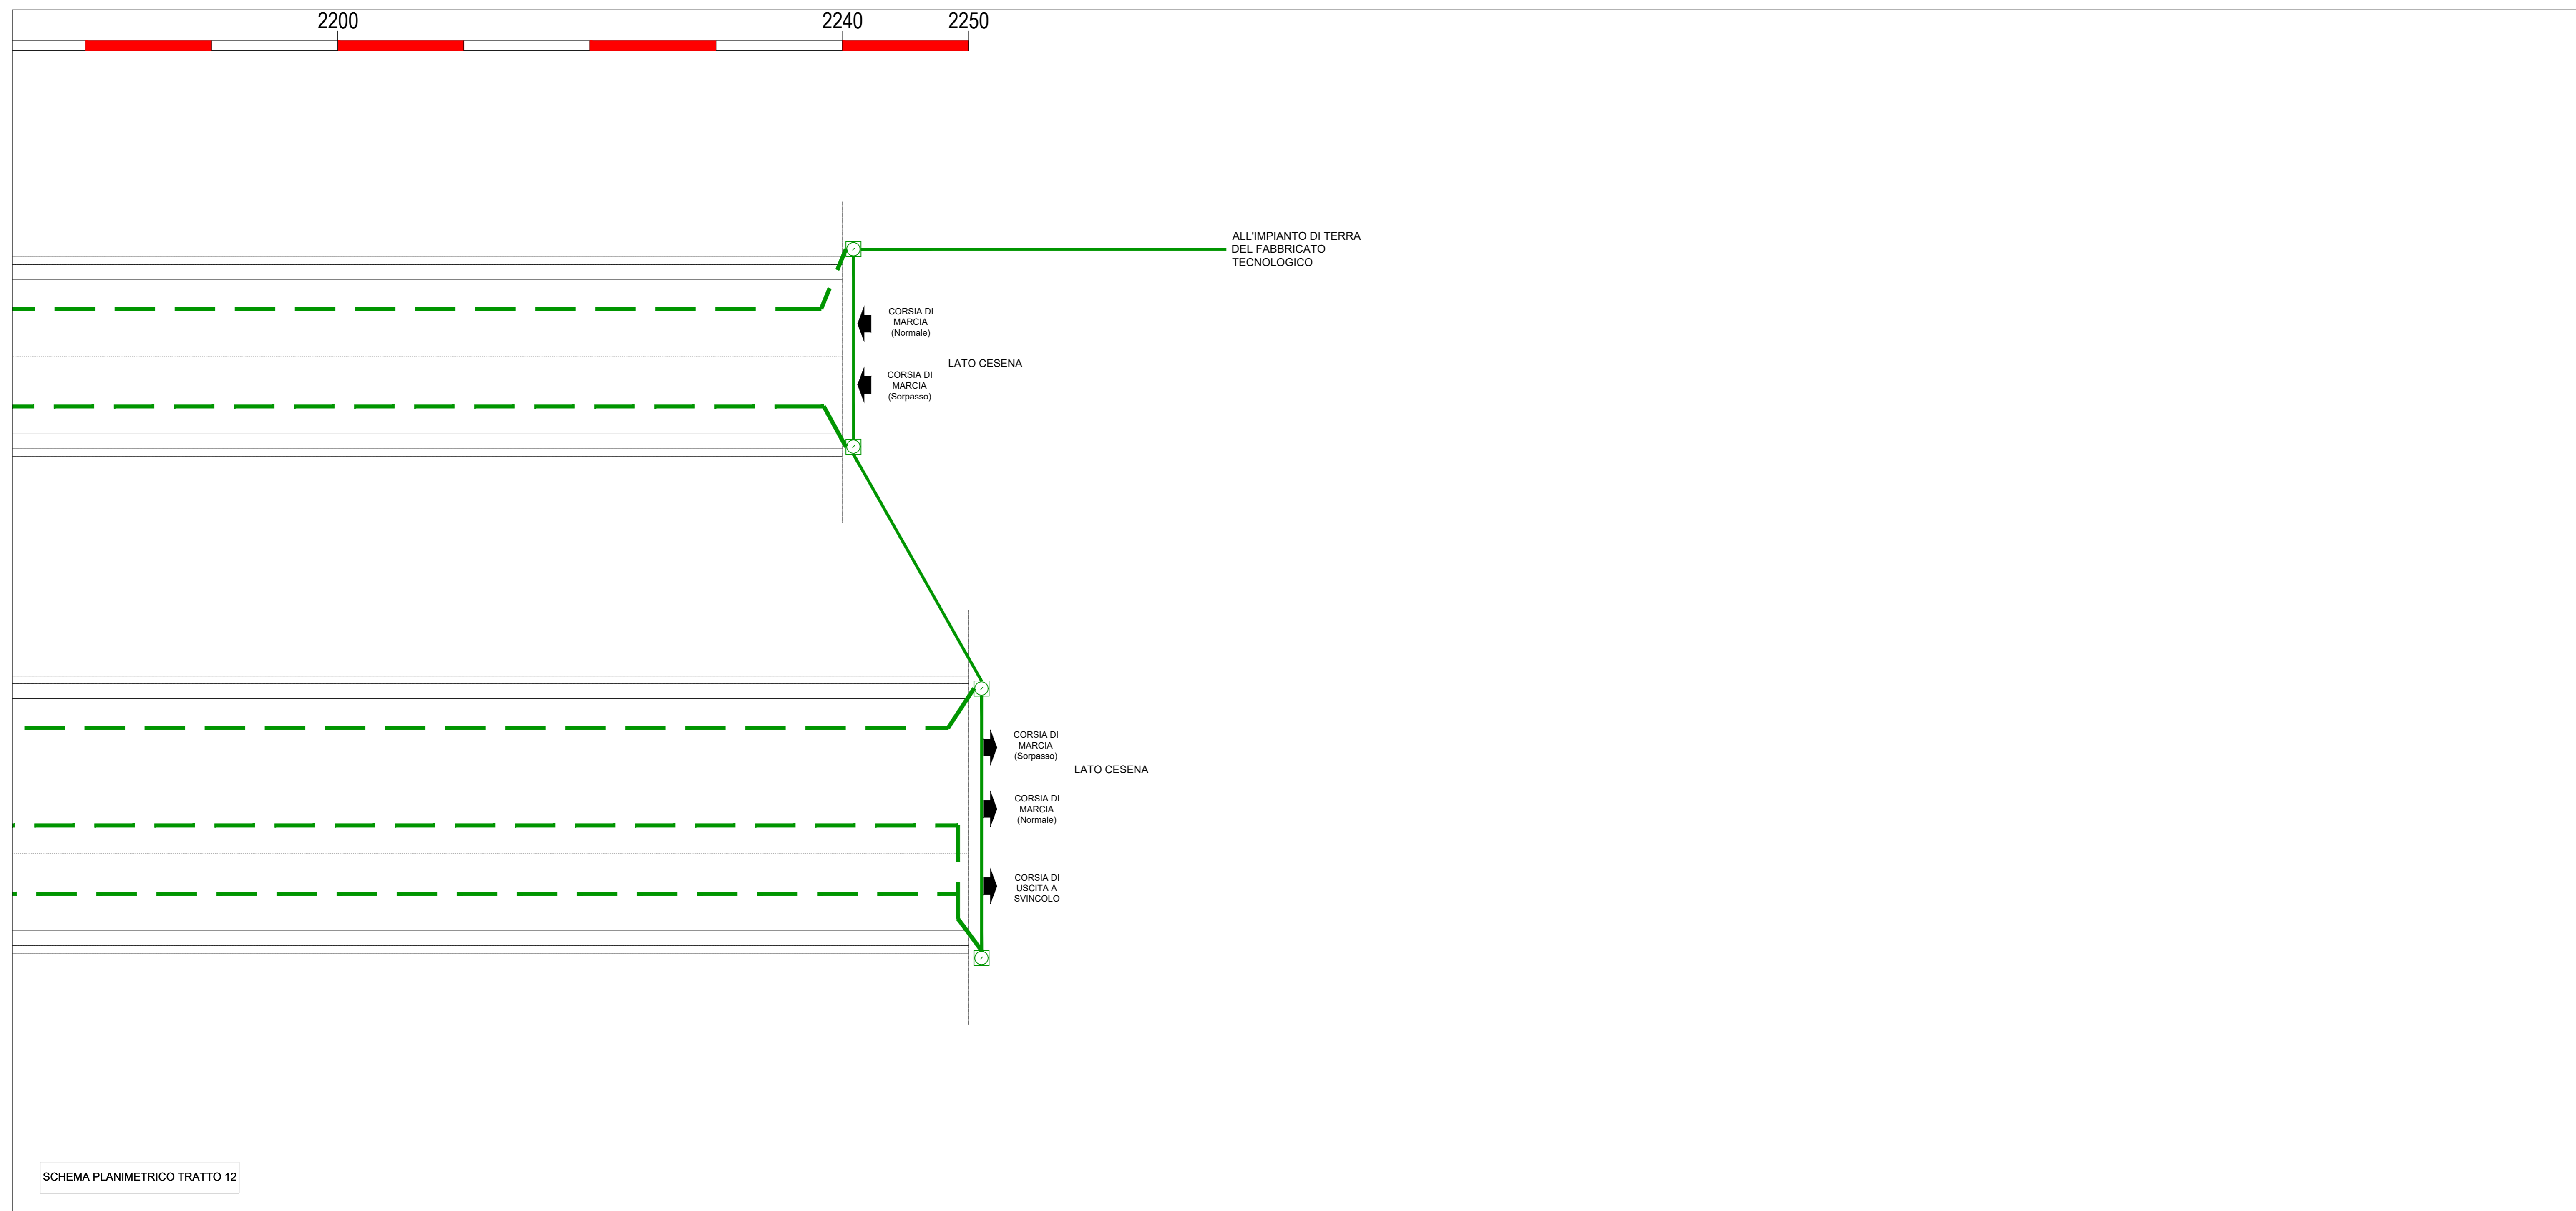 2200 2240 2250
ALL'IMPIANTO DI TERRA
DEL FABBRICATO
TECNOLOGICO
CORSIA DI
MARCIA
(Normale)
LATO CESENA
CORSIA DI
MARCIA
(Sorpasso)
CORSIA DI
MARCIA
(Sorpasso)
LATO CESENA
CORSIA DI
MARCIA
(Normale)
CORSIA DI
USCITA A
SVINCOLO
SCHEMA PLANIMETRICO TRATTO 12